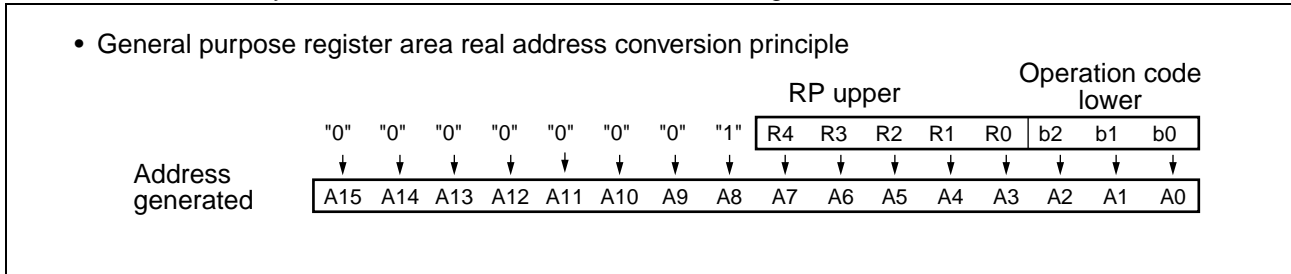 • General purpose register area real address conversion principle
RP upper
Operation code
lower
"0" "0" "0" "0" "0" "0" "0" "1" R4 R3 R2 R1 R0 b2 b1 b0
Address
generated
A15 A14 A13 A12 A11 A10 A9 A8 A7 A6 A5 A4 A3 A2 A1 A0